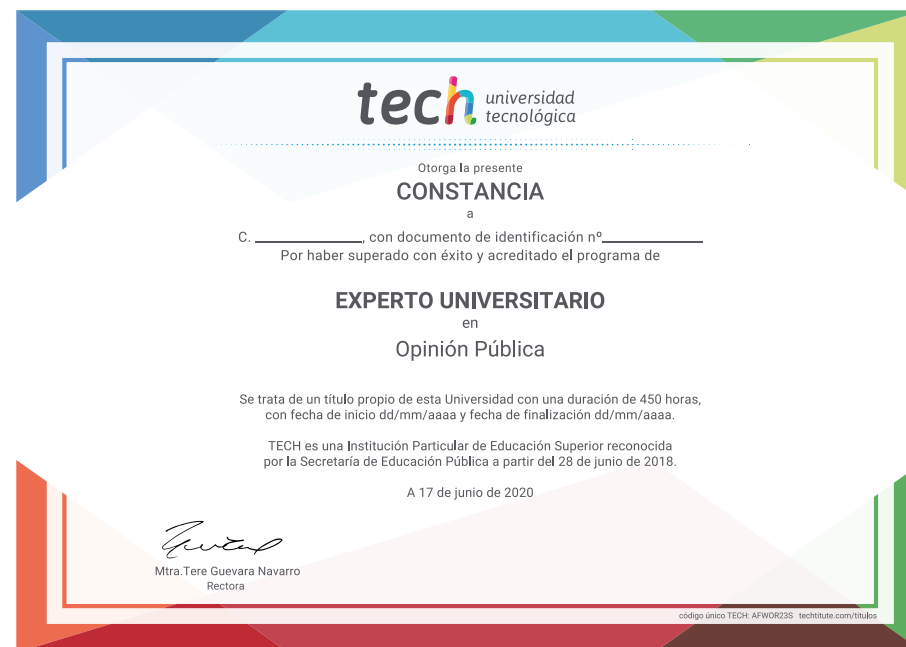 tech universidad
tecnológica
Otorga la presente
CONSTANCIA
a
C. ____________, con documento de identificación nº____________
Por haber superado con éxito y acreditado el programa de
EXPERTO UNIVERSITARIO
en
Opinión Pública
Se trata de un título propio de esta Universidad con una duración de 450 horas,
con fecha de inicio dd/mm/aaaa y fecha de finalización dd/mm/aaaa.
TECH es una Institución Particular de Educación Superior reconocida
por la Secretaría de Educación Pública a partir del 28 de junio de 2018.
A 17 de junio de 2020
Mtra.Tere Guevara Navarro
Rectora
código único TECH: AFWOR23S techtitute.com/titulos